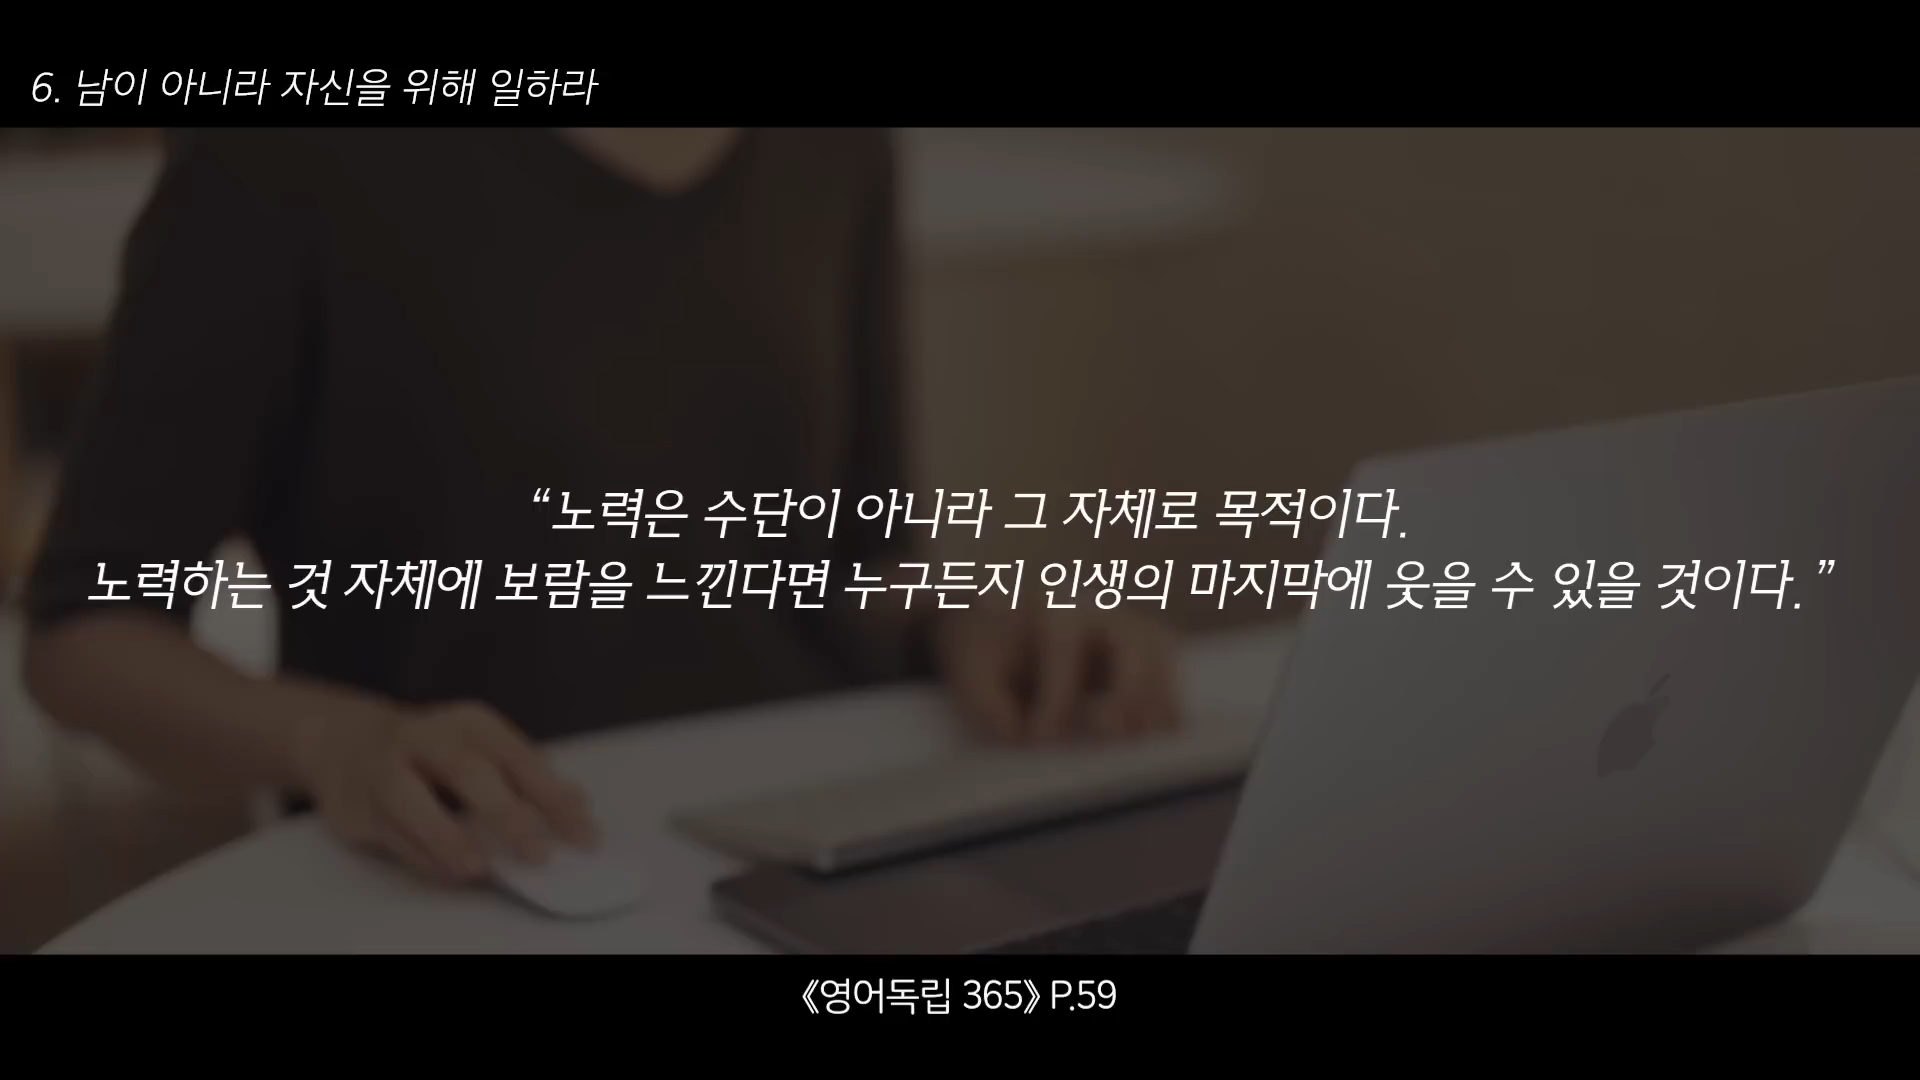 6. 남이 아니라 자신을 위해 일하라
“노력은 수단이 아니라 그 자체로 목적이다.
노력하는 것 자체에 보람을 느낀다면 누구든지 인생의 마지막에 웃을 수 있을 것이다.”
《영어독립 365》 P.59